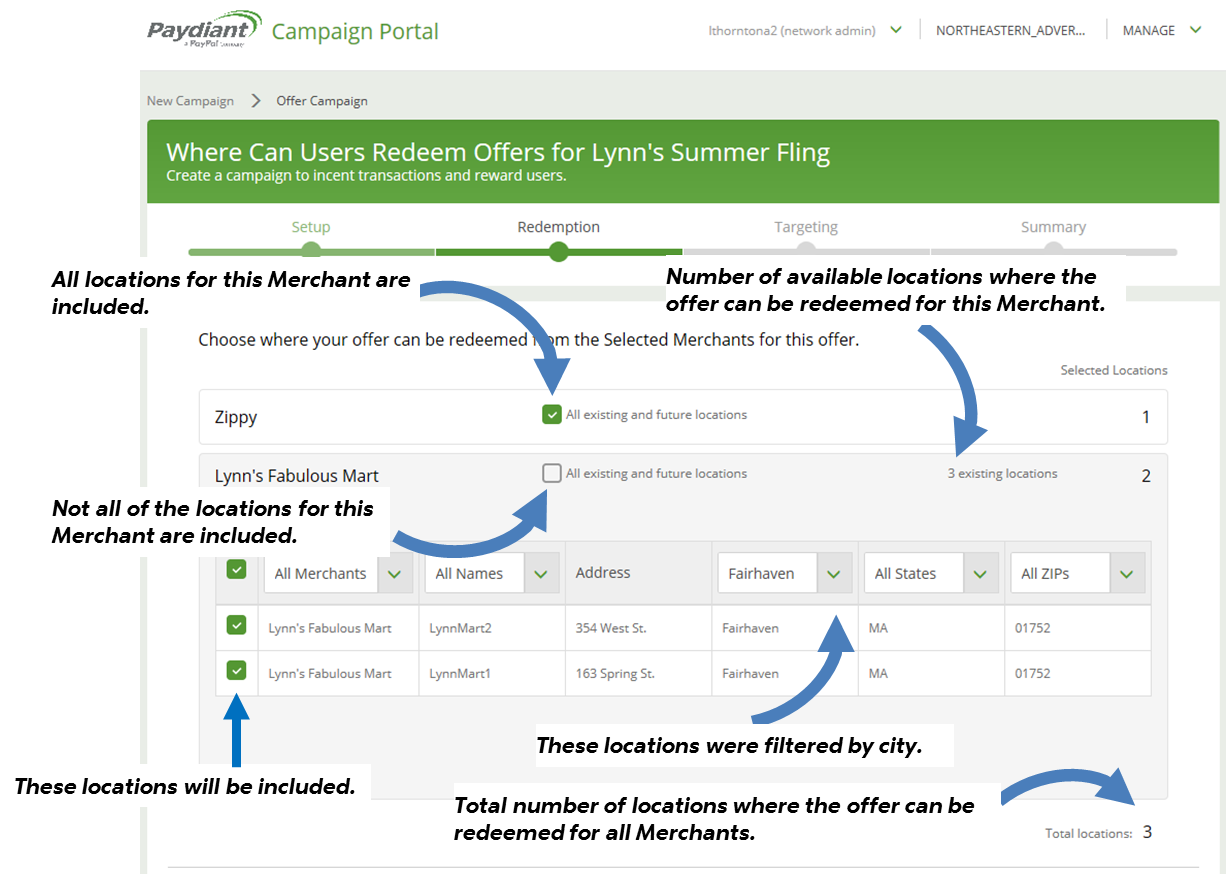 Paydiant
a PayPal company
Campaign Portal
lthorntona2 (network admin)
NORTHEASTERN_ADVER...
MANAGE
New Campaign
Offer Campaign
Where Can Users Redeem Offers for Lynn's Summer Fling
Create a campaign to incent transactions and reward users.
Setup
Redemption
Targeting
Summary
All locations for this Merchant are
included.
Number of available locations where the
offer can be redeemed for this Merchant.
Choose where your offer can be redeemed from the Selected Merchants for this offer.
Selected Locations
Zippy
All existing and future locations
1
Lynn's Fabulous Mart
All existing and future locations
3 existing locations
2
Not all of the locations for this
Merchant are included.
All Merchants
All Names
Address
Fairhaven
All States
All ZIPs
Lynn's Fabulous Mart
LynnMart2
354 West St.
Fairhaven
MA
01752
Lynn's Fabulous Mart
LynnMart1
163 Spring St.
Fairhaven
MA
01752
These locations were filtered by city.
These locations will be included.
Total number of locations where the offer can be
redeemed for all Merchants.
Total locations: 3